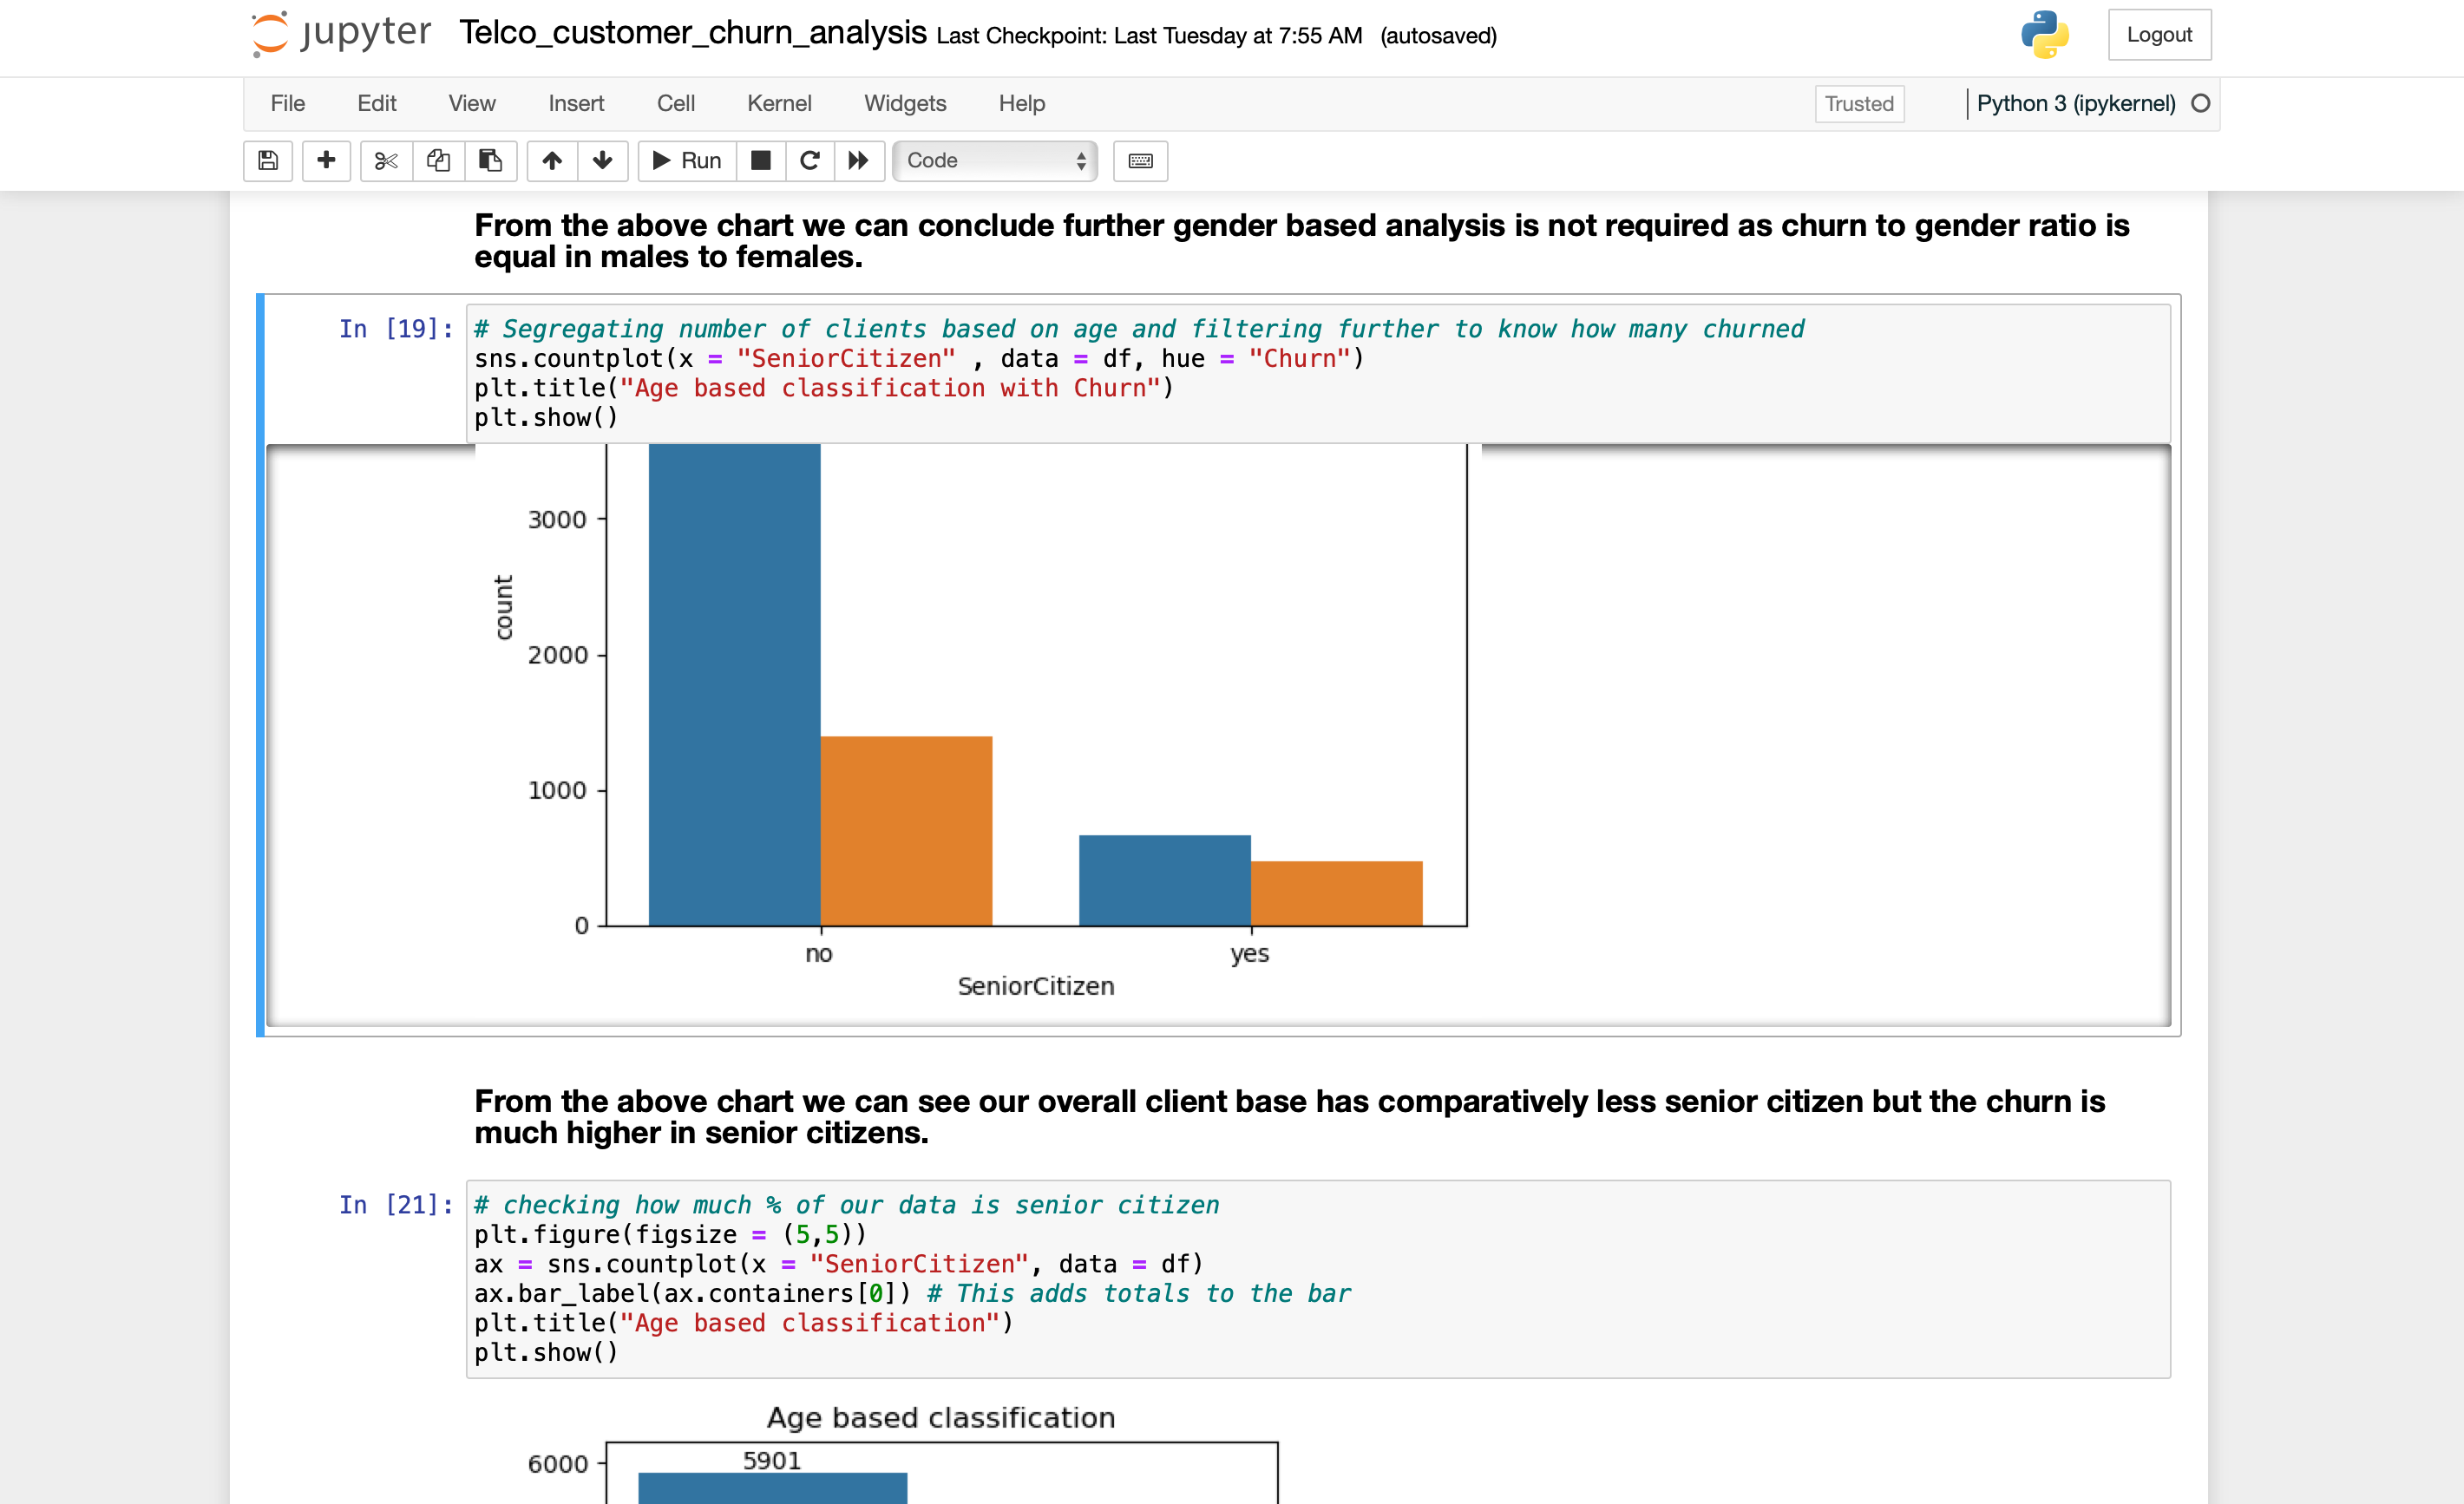 jupyter Telco_customer_churn_analysis Last Checkpoint: Last Tuesday at 7:55 AM (autosaved) Logout
File Edit View Insert Cell Kernel Widgets Help Trusted Python 3 (ipykernel)
Run Code
From the above chart we can conclude further gender based analysis is not required as churn to gender ratio is
equal in males to females.
In [19]: # Segregating number of clients based on age and filtering further to know how many churned
sns.countplot(x = "SeniorCitizen" , data = df, hue = "Churn")
plt.title("Age based classification with Churn")
plt.show()
3000
count
2000
1000
0
no yes
SeniorCitizen
From the above chart we can see our overall client base has comparatively less senior citizen but the churn is
much higher in senior citizens.
In [21]: # checking how much % of our data is senior citizen
plt.figure(figsize = (5,5))
ax = sns.countplot(x = "SeniorCitizen", data = df)
ax.bar_label(ax.containers[0]) # This adds totals to the bar
plt.title("Age based classification")
plt.show()
Age based classification
6000 5901